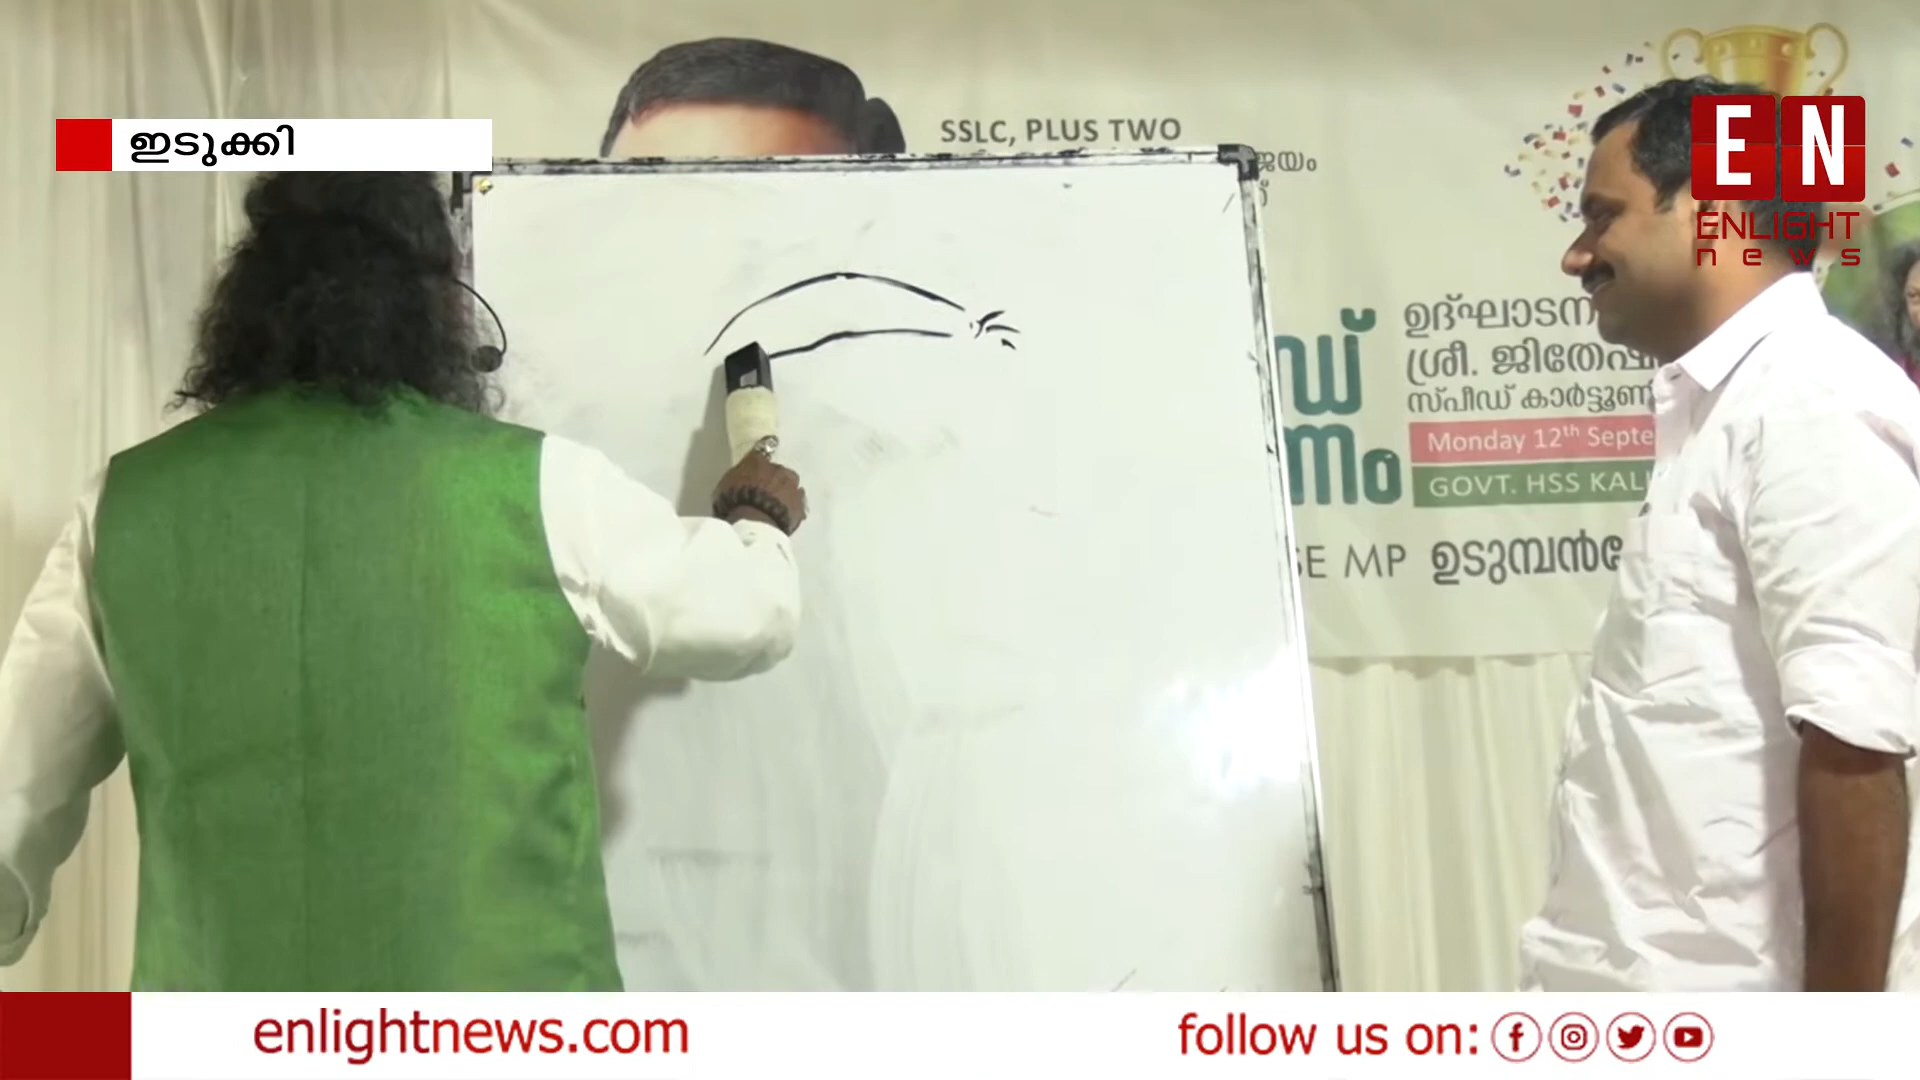 ഇടുക്കി
EN
ENLIGHT
news
SSLC, PLUS TWO
ഉദ്ഘാടന
ശ്രീ. ജിതേഷ്
സ്പീഡ് കാർട്ടൂണി
Monday 12th Septe
GOVT. HSS KAL
SE MP ഉടുമ്പൻ
enlightnews.com
follow us on: